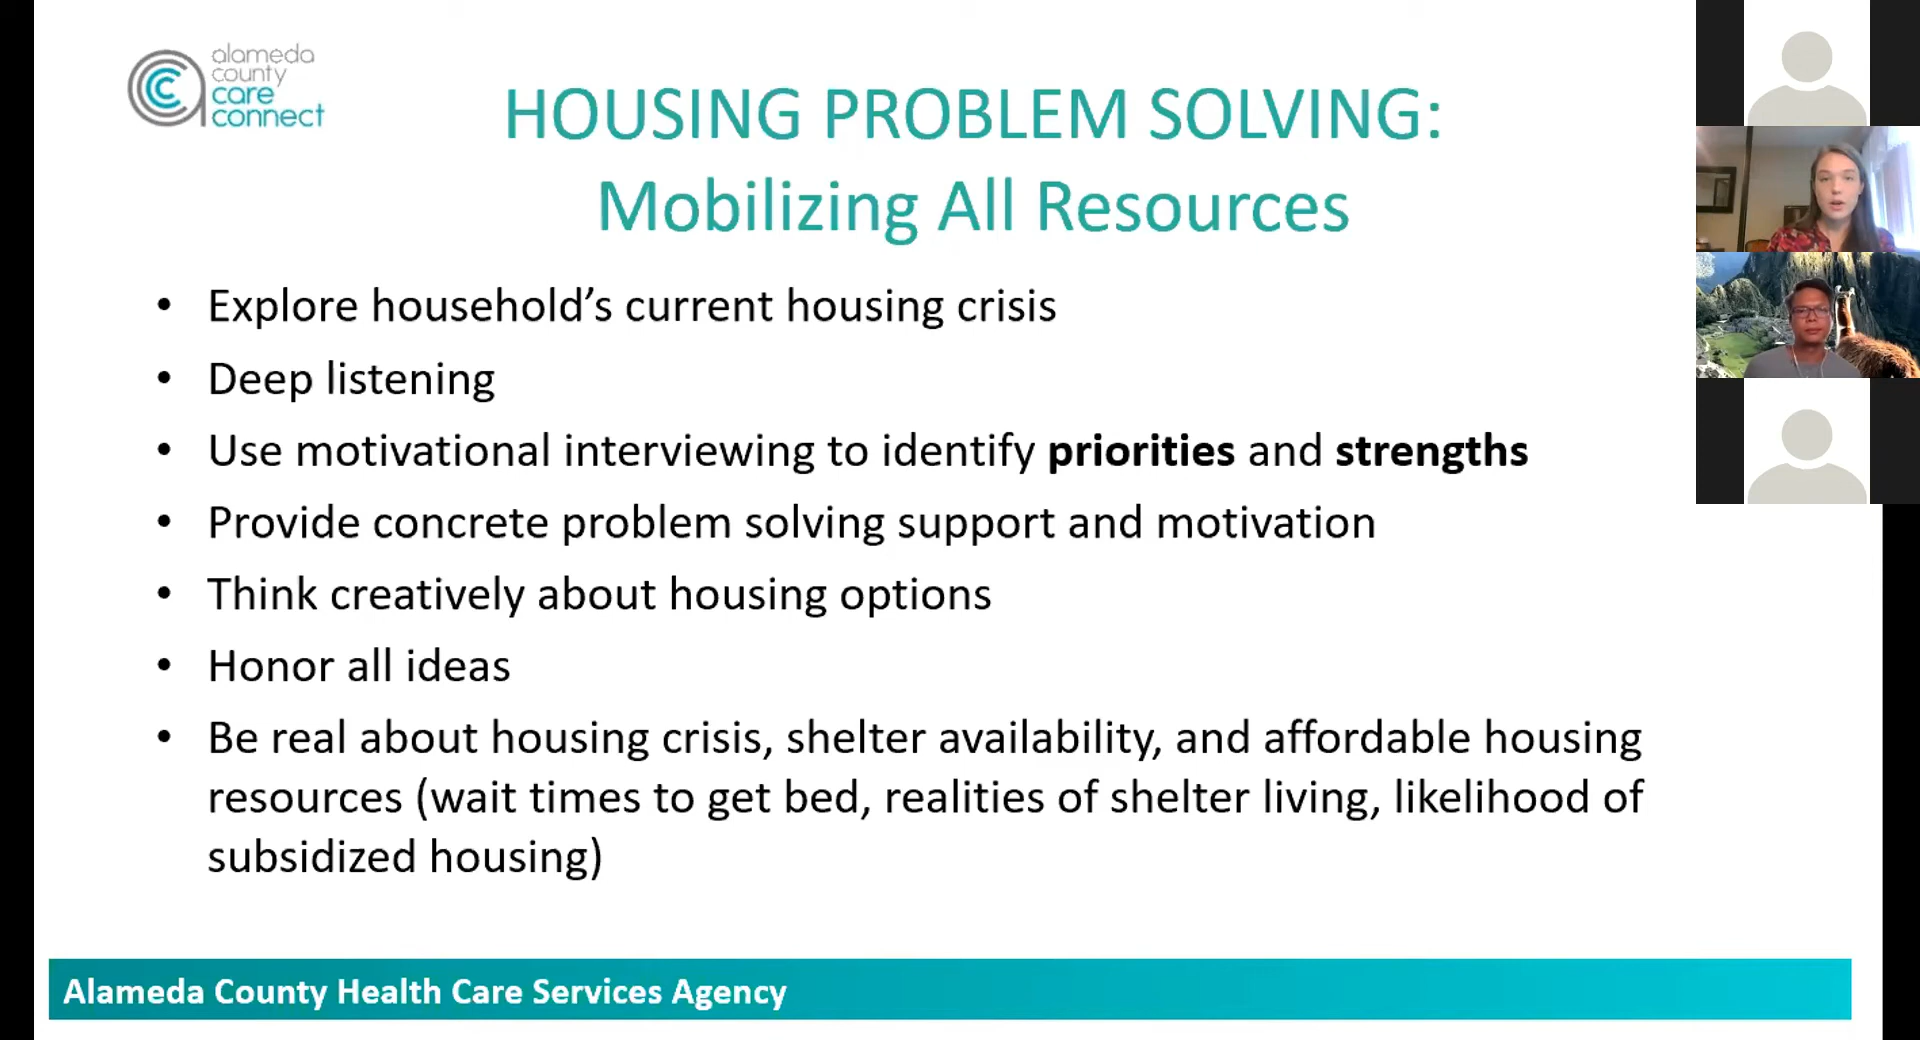 alameda
county
care
connect
HOUSING PROBLEM SOLVING:
Mobilizing All Resources
• Explore household’s current housing crisis
• Deep listening
• Use motivational interviewing to identify priorities and strengths
• Provide concrete problem solving support and motivation
• Think creatively about housing options
• Honor all ideas
• Be real about housing crisis, shelter availability, and affordable housing
resources (wait times to get bed, realities of shelter living, likelihood of
subsidized housing)
Alameda County Health Care Services Agency